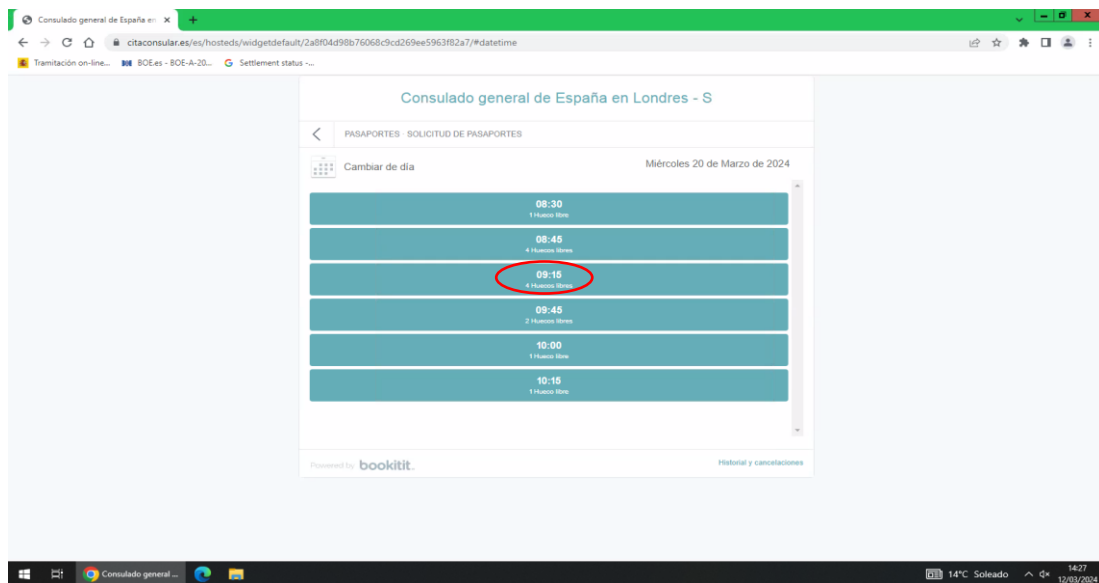 Consulado general de España en
citaconsular.es/es/hosteds/widgetdefault/2a8f04d98b76068c9cd269ee5963f82a7/#datetime
Tramitación on-line... BOE BOE.es - BOE-A-20... G Settlement status -...
Consulado general de España en Londres - S
PASAPORTES · SOLICITUD DE PASAPORTES
Cambiar de día
Miércoles 20 de Marzo de 2024
08:30
1 Hueco libre
08:45
4 Huecos libres
09:15
4 Huecos libres
09:45
2 Huecos libres
10:00
1 Hueco libre
10:15
1 Hueco libre
Powered by bookitit.
Historial y cancelaciones
Consulado general ...
14°C Soleado
14:27
12/03/2024